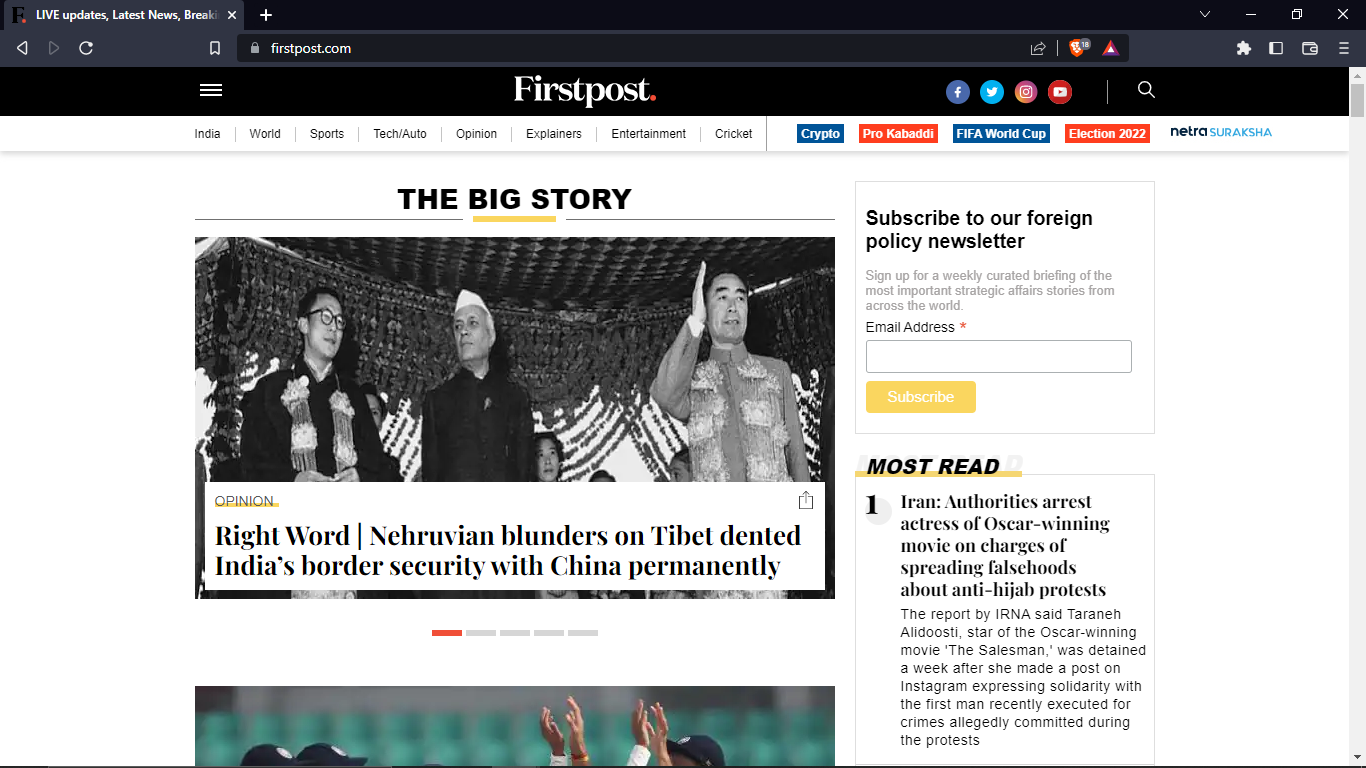 LIVE updates, Latest News, Breaki
firstpost.com
18
Firstpost.
India World Sports Tech/Auto Opinion Explainers Entertainment Cricket Crypto Pro Kabaddi FIFA World Cup Election 2022 netra SURAKSHA
THE BIG STORY
OPINION
Right Word | Nehruvian blunders on Tibet dented
India’s border security with China permanently
Subscribe to our foreign
policy newsletter
Sign up for a weekly curated briefing of the
most important strategic affairs stories from
across the world.
Email Address *
Subscribe
MOST READ
1
Iran: Authorities arrest
actress of Oscar-winning
movie on charges of
spreading falsehoods
about anti-hijab protests
The report by IRNA said Taraneh
Alidoosti, star of the Oscar-winning
movie 'The Salesman,' was detained
a week after she made a post on
Instagram expressing solidarity with
the first man recently executed for
crimes allegedly committed during
the protests